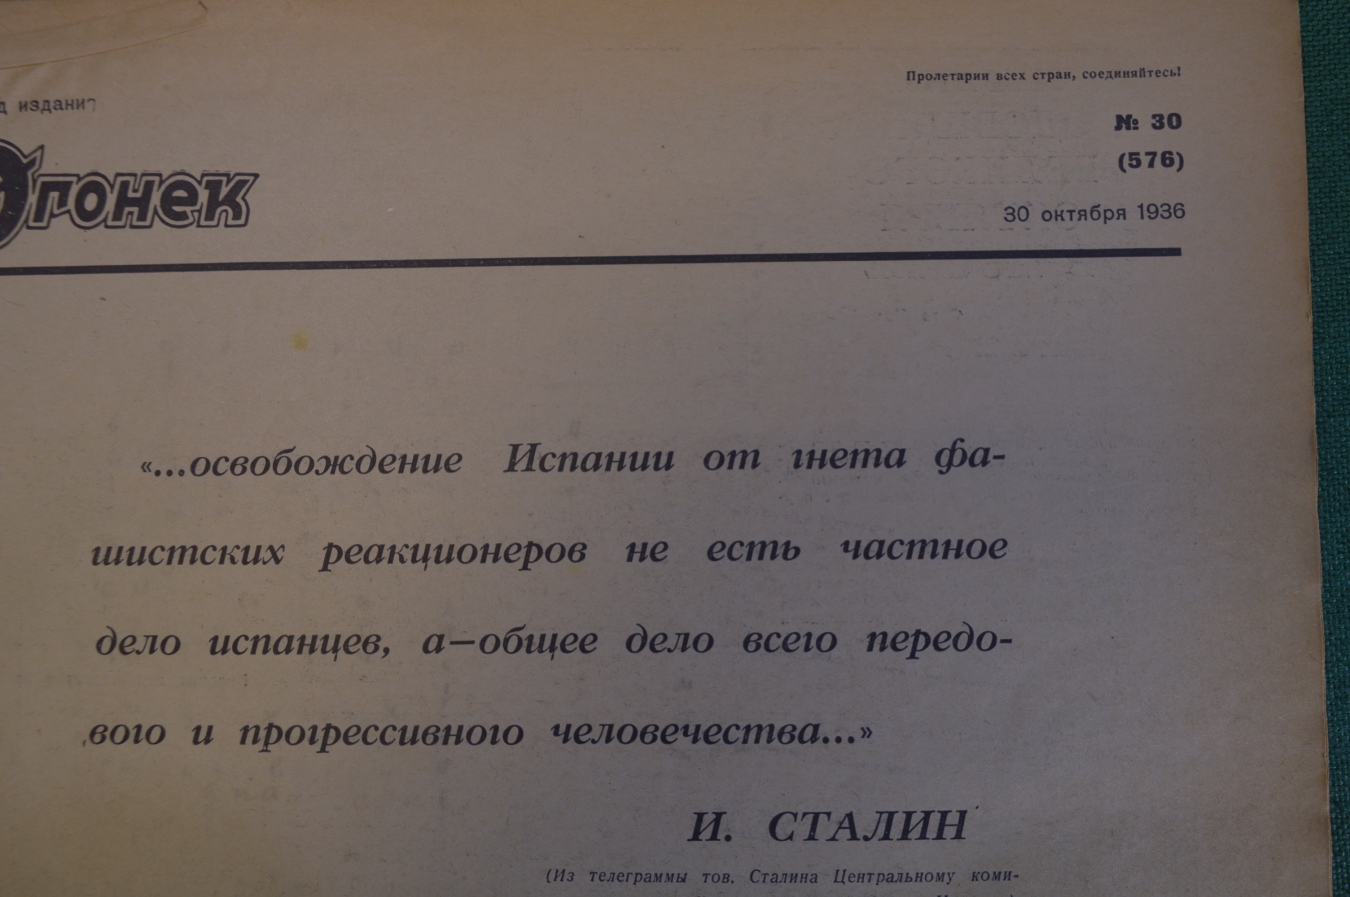 Пролетарии всех стран, соединяйтесь!
издани
Огонек
№ 30
(576)
30 октября 1936
«...освобождение Испании от гнета фа-
шистских реакционеров не есть частное
дело испанцев, а—общее дело всего передо-
вого и прогрессивного человечества...»
И. СТАЛИН
(Из телеграммы тов. Сталина Центральному коми-